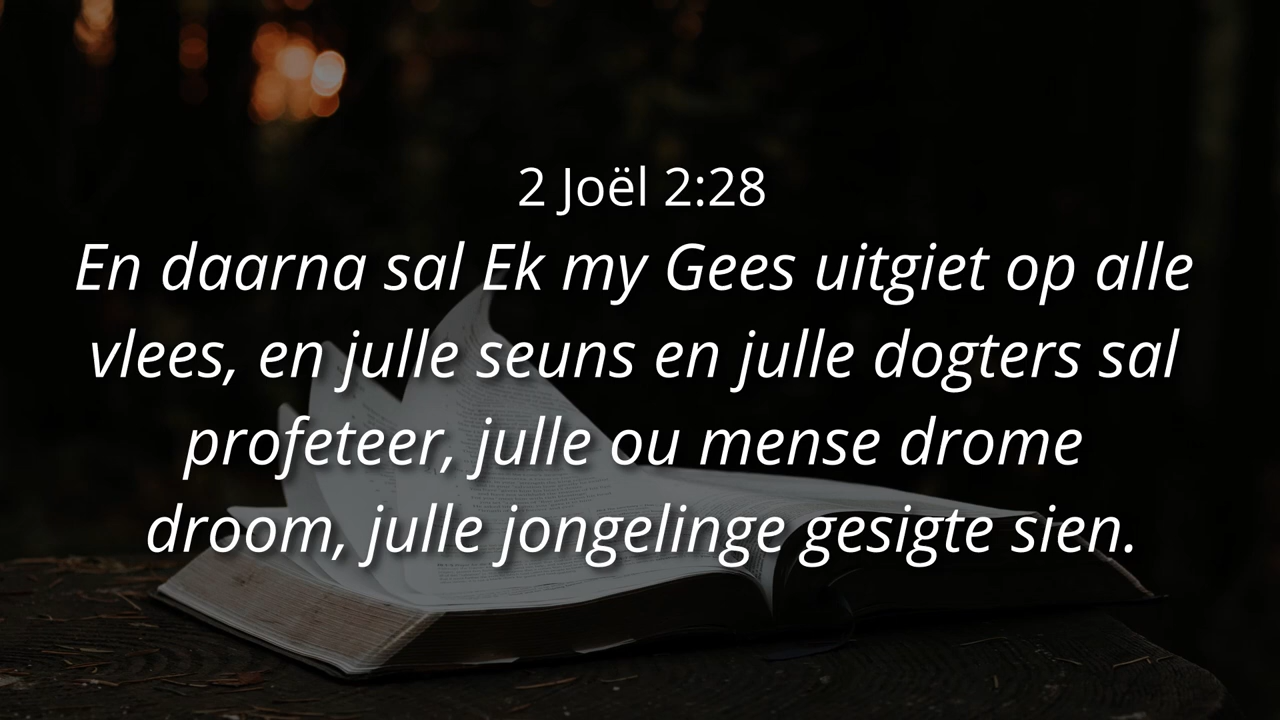 2 Joël 2:28
En daarna sal Ek my Gees uitgiet op alle
vlees, en julle seuns en julle dogters sal
profeteer, julle ou mense drome
droom, julle jongelinge gesigte sien.